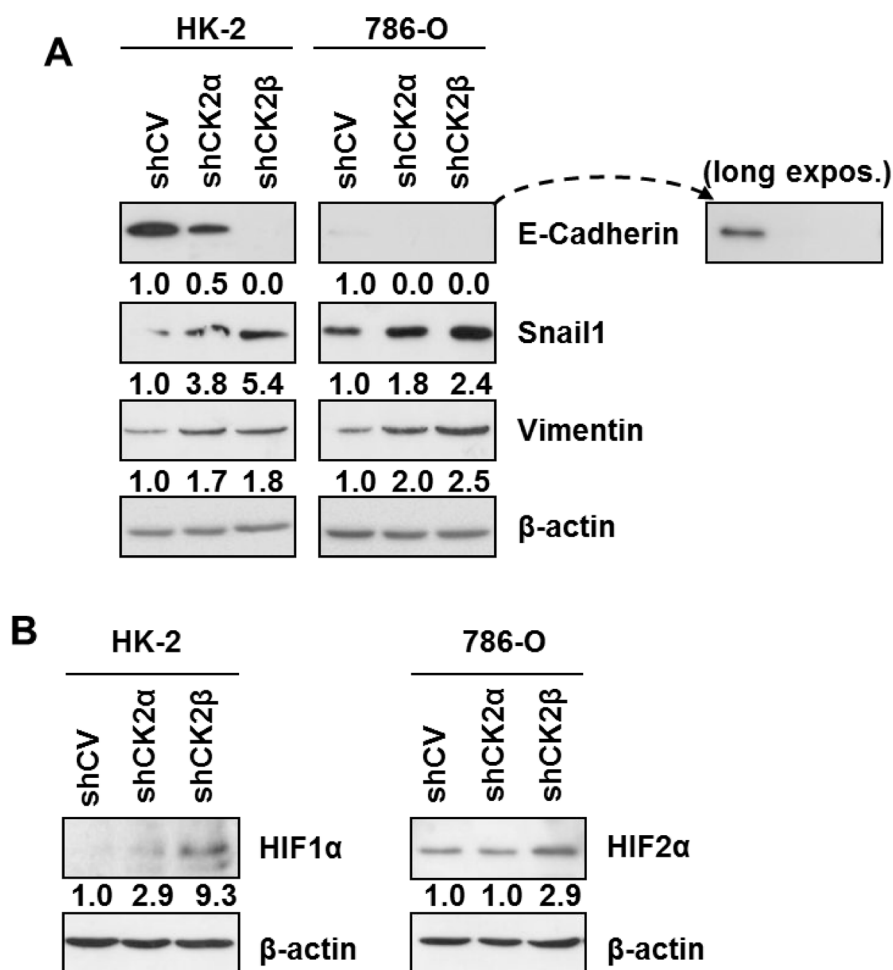 A
HK-2 786-O
shCV shCK2α shCK2β shCV shCK2α shCK2β
(long expos.)
E-Cadherin
1.0 0.5 0.0 1.0 0.0 0.0
Snail1
1.0 3.8 5.4 1.0 1.8 2.4
Vimentin
1.0 1.7 1.8 1.0 2.0 2.5
β-actin
B
HK-2 786-O
shCV shCK2α shCK2β shCV shCK2α shCK2β
HIF1α HIF2α
1.0 2.9 9.3 1.0 1.0 2.9
β-actin β-actin